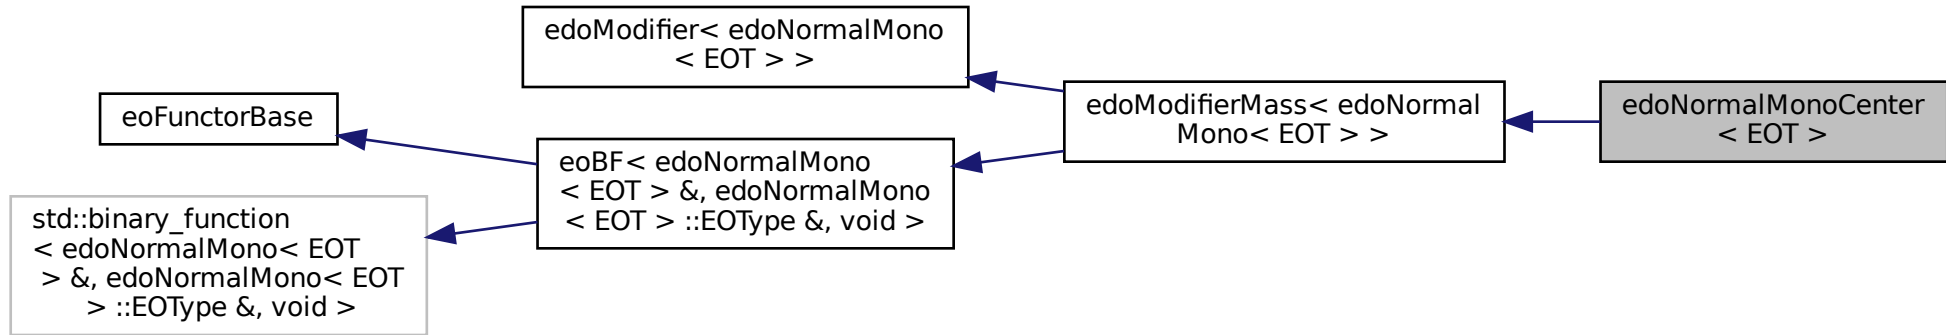 edoModifier< edoNormalMono
< EOT > >
eoFunctorBase
edoModifierMass< edoNormal
Mono< EOT > >
edoNormalMonoCenter
< EOT >
eoBF< edoNormalMono
< EOT > &, edoNormalMono
< EOT > ::EOType &, void >
std::binary_function
< edoNormalMono< EOT
> &, edoNormalMono< EOT
> ::EOType &, void >